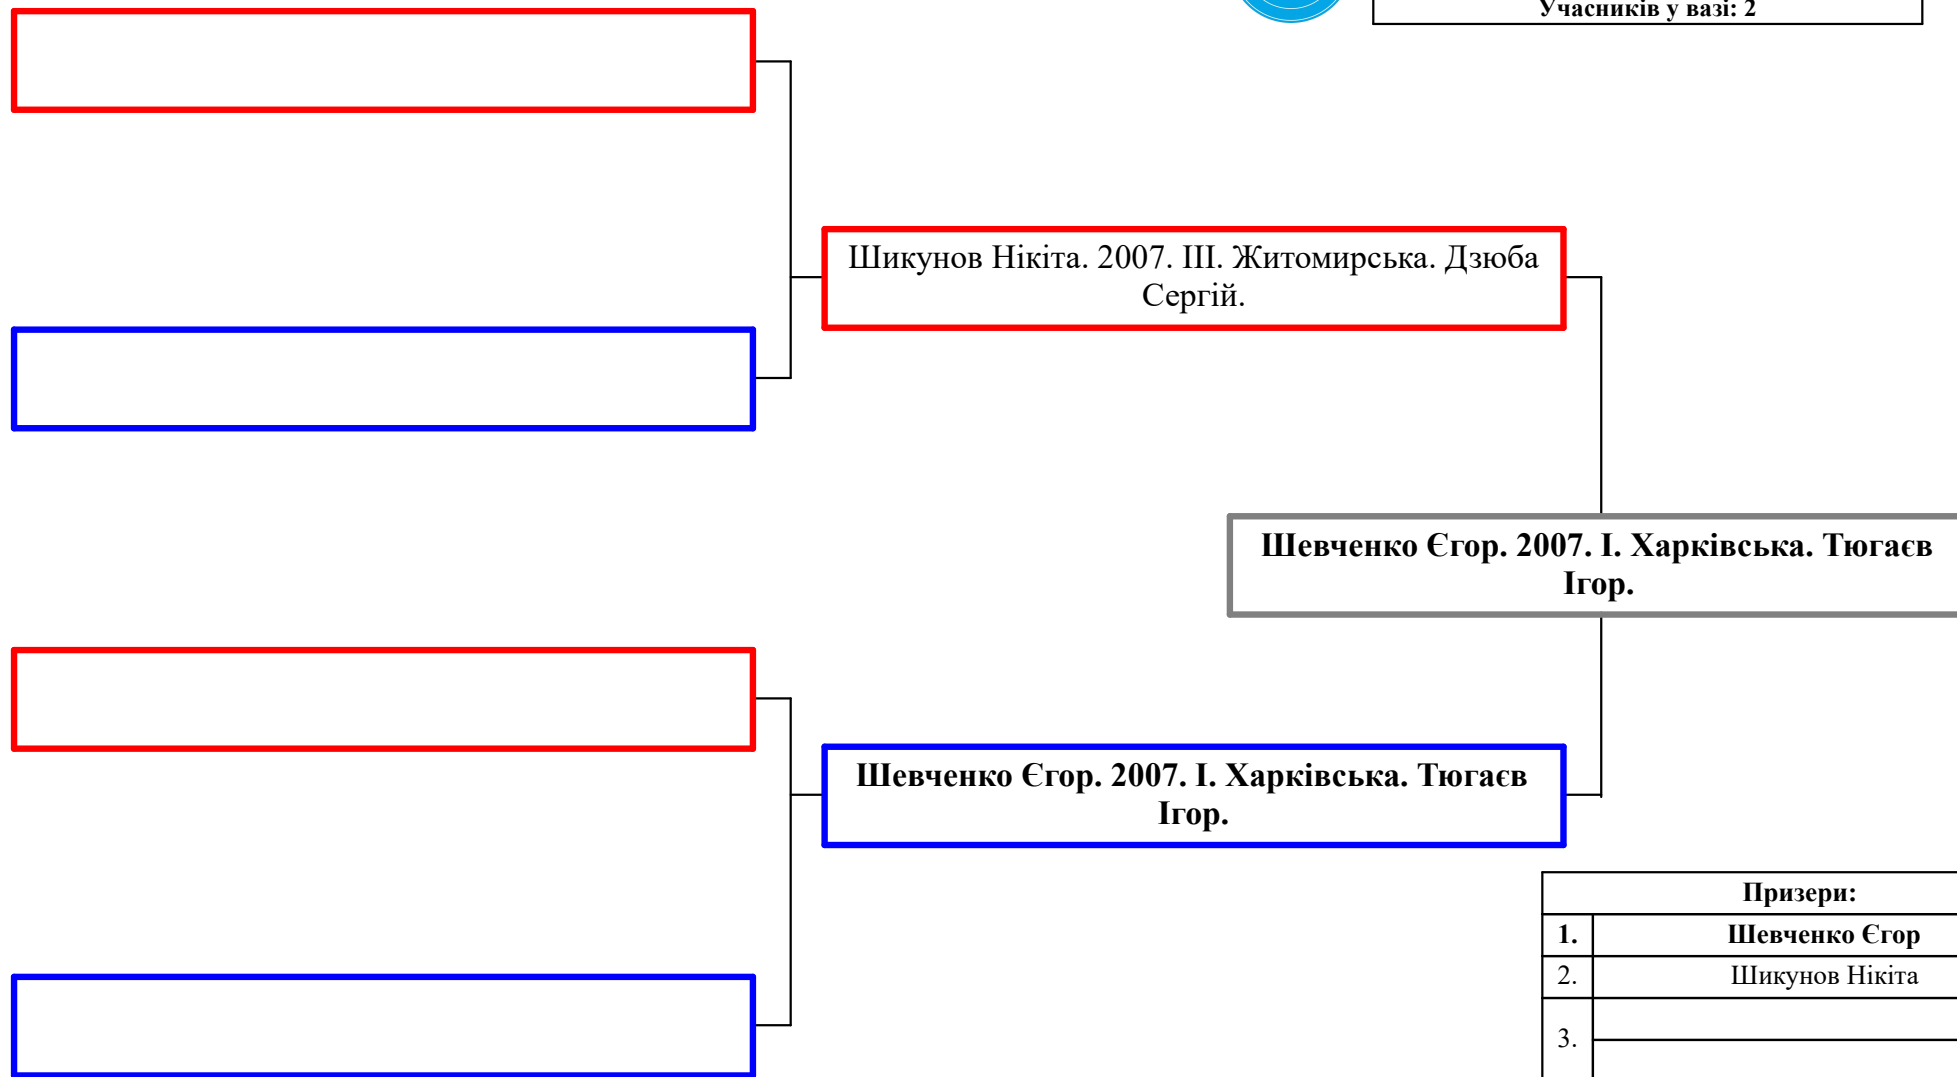 Учасників у вазі: 2
Шикунов Нікіта. 2007. III. Житомирська. Дзюба
Сергій.
Шевченко Єгор. 2007. I. Харківська. Тюгаєв
Ігор.
Шевченко Єгор. 2007. I. Харківська. Тюгаєв
Ігор.
Призери:
1. Шевченко Єгор
2. Шикунов Нікіта
3.